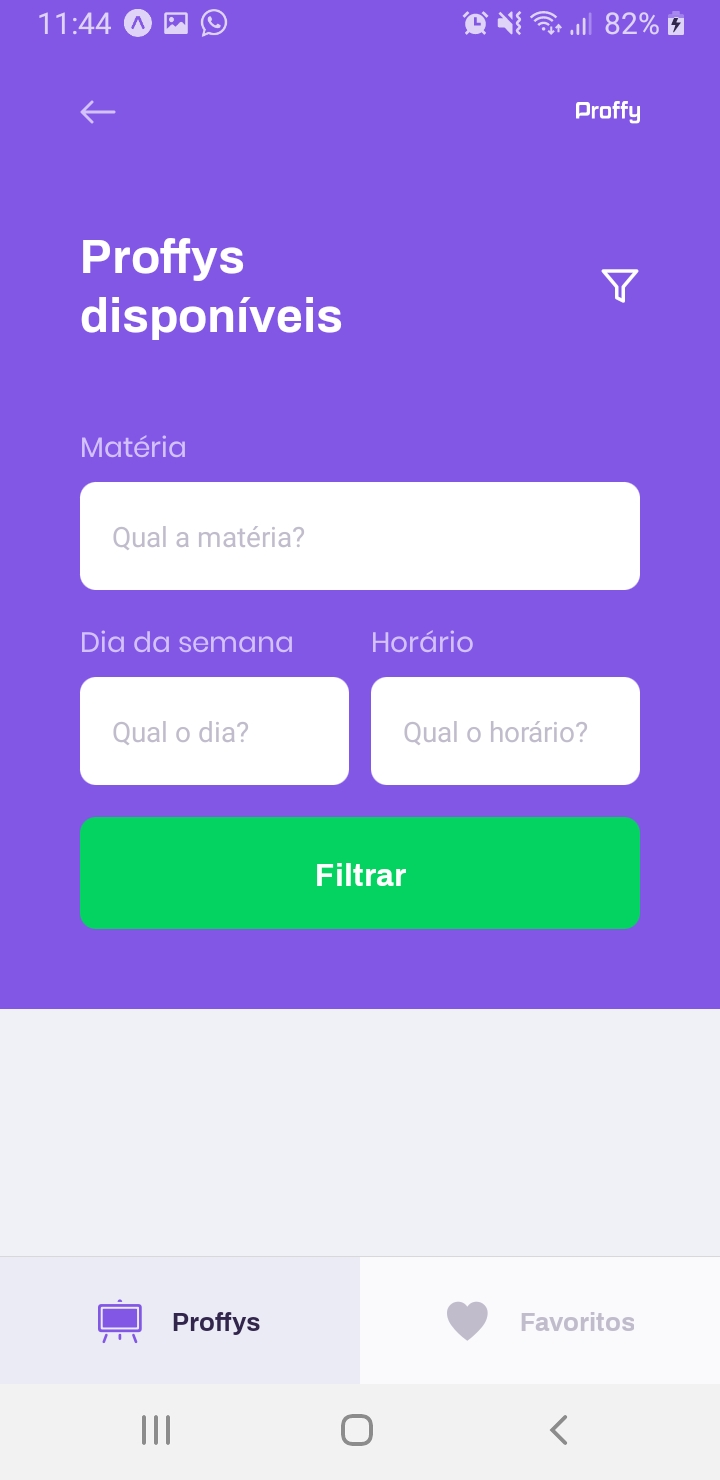 11:44 82%
Proffy
Proffys
disponíveis
Matéria
Qual a matéria?
Dia da semana Horário
Qual o dia? Qual o horário?
Filtrar
Proffys Favoritos